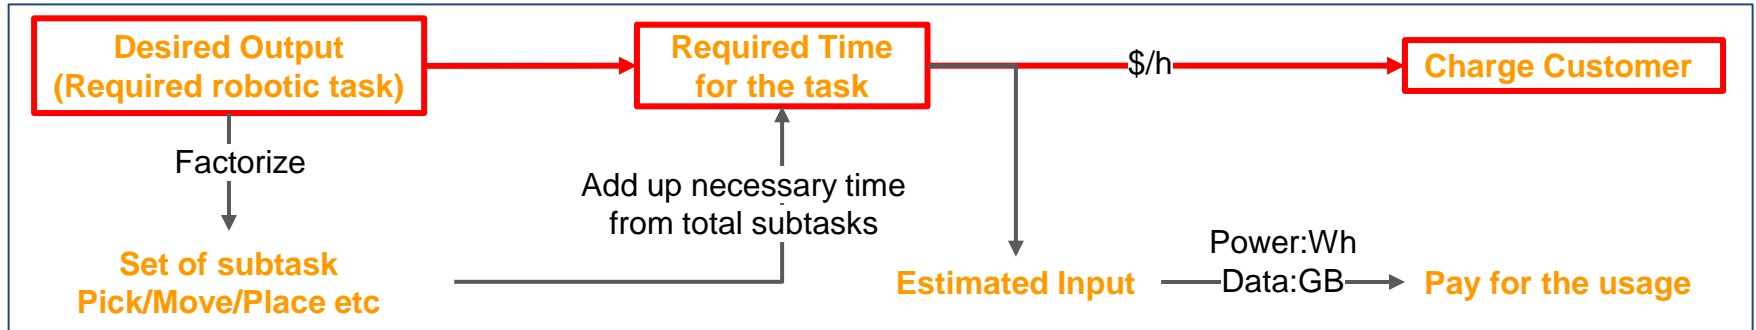 Desired Output
(Required robotic task)
Required Time
for the task
$/h
Charge Customer
Factorize
Add up necessary time
from total subtasks
Set of subtask
Pick/Move/Place etc
Estimated Input
Power:Wh
Data:GB
Pay for the usage